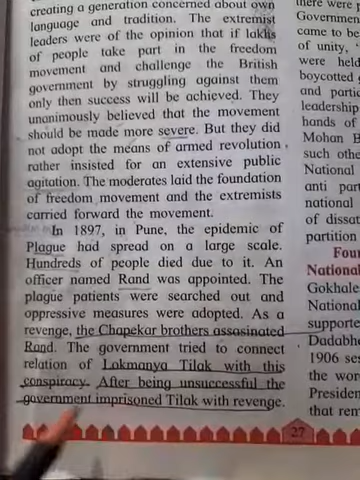 creating a generation concerned about own
language and tradition. The extremist
leaders were of the opinion that if lakhs
of people take part in the freedom
movement and challenge the British
government by struggling against them
only then success will be achieved. They
unanimously believed that the movement
should be made more severe. But they did
not adopt the means of armed revolution
rather insisted for an extensive public
agitation. The moderates laid the foundation
of freedom movement and the extremists
carried forward the movement.
In 1897, in Pune, the epidemic of
Plague had spread on a large scale.
Hundreds of people died due to it. An
officer named Rand was appointed. The
plague patients were searched out and
oppressive measures were adopted. As a
revenge, the Chapekar brothers assasinated
Rand. The government tried to connect
relation of Lokmanya Tilak with this
conspiracy. After being unsuccessful the
government imprisoned Tilak with revenge.
there were
Governme
came to be
of unity,
were held
boycotted
and partic
leadership
hands of
Mohan B
such othe
National
anti part
national
of dissat
partition
Foun
National
Gokhale
National
supporte
Dadabh
1906 ses
the wor
Presiden
that rem
27